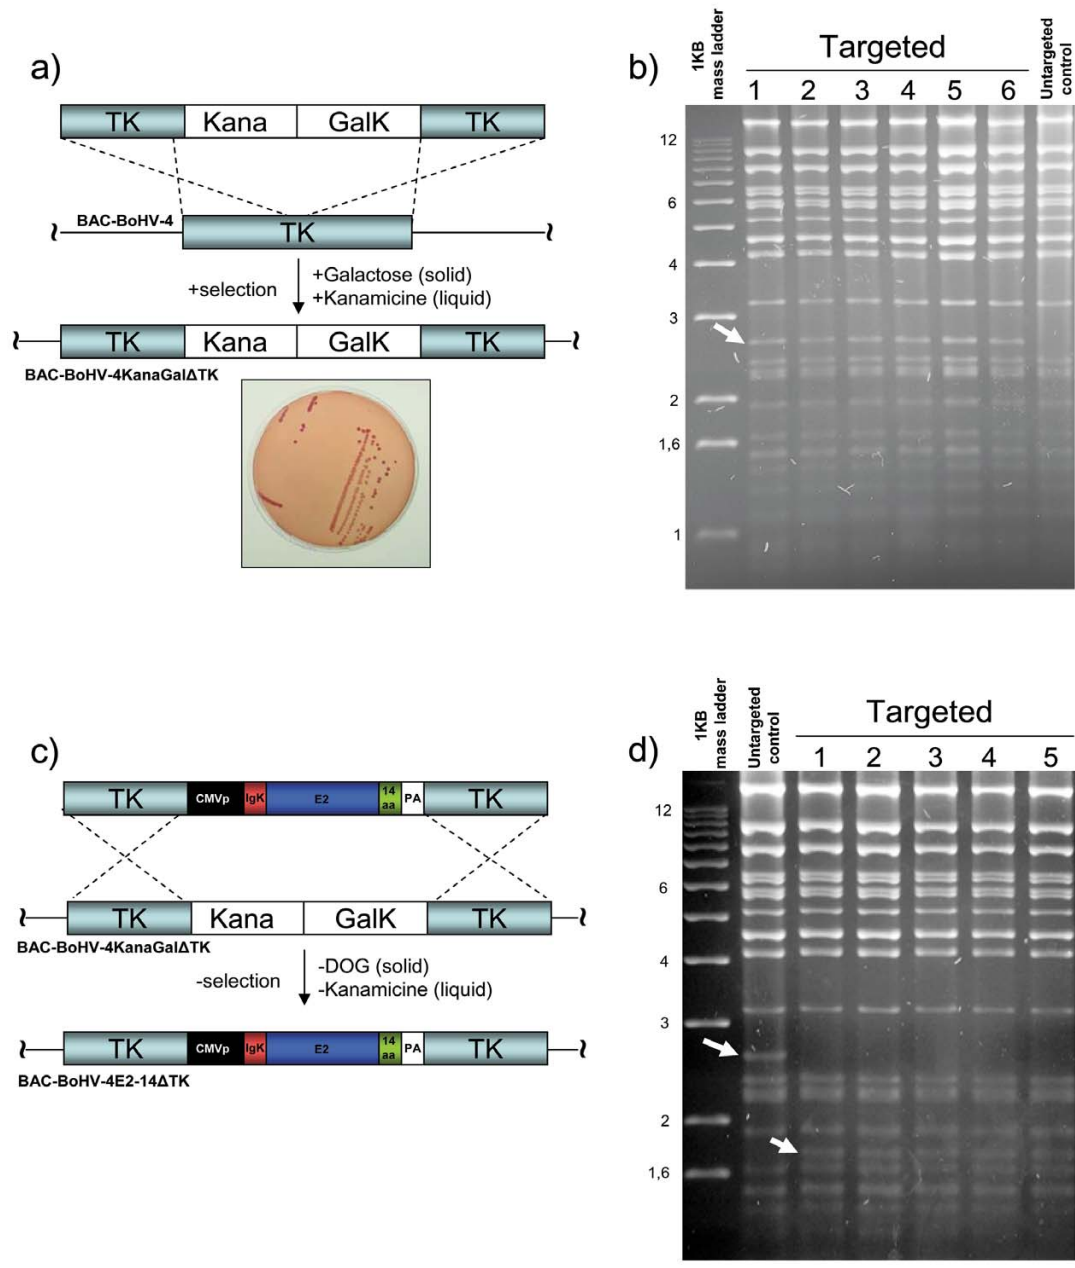 a)
TK Kana GalK TK
BAC-BoHV-4
TK
+selection
+Galactose (solid)
+Kanamicine (liquid)
TK Kana GalK TK
BAC-BoHV-4KanaGalΔTK
b)
1KB
mass ladder
Targeted
Untargeted
control
1 2 3 4 5 6
12
6
4
3
2
1,6
1
c)
TK CMVp IgK E2 14 aa PA TK
TK Kana GalK TK
BAC-BoHV-4KanaGalΔTK
-selection
-DOG (solid)
-Kanamicine (liquid)
TK CMVp IgK E2 14 aa PA TK
BAC-BoHV-4E2-14ΔTK
d)
1KB
mass ladder
Untargeted
control
Targeted
1 2 3 4 5
12
6
4
3
2
1,6